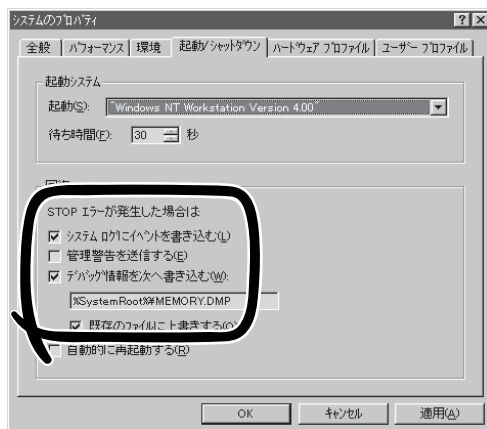 システムのプロパティ
全般 パフォーマンス 環境 起動/シャットダウン ハードウェア プロファイル ユーザー プロファイル
起動システム
起動(S): "Windows NT Workstation Version 4.00"
待ち時間(F): 30 秒
STOP エラーが発生した場合は
システム ログにイベントを書き込む(L)
管理警告を送信する(E)
デバッグ情報を次へ書き込む(W):
%SystemRoot%¥MEMORY.DMP
既存のファイルに上書きする(O)
自動的に再起動する(R)
OK キャンセル 適用(A)